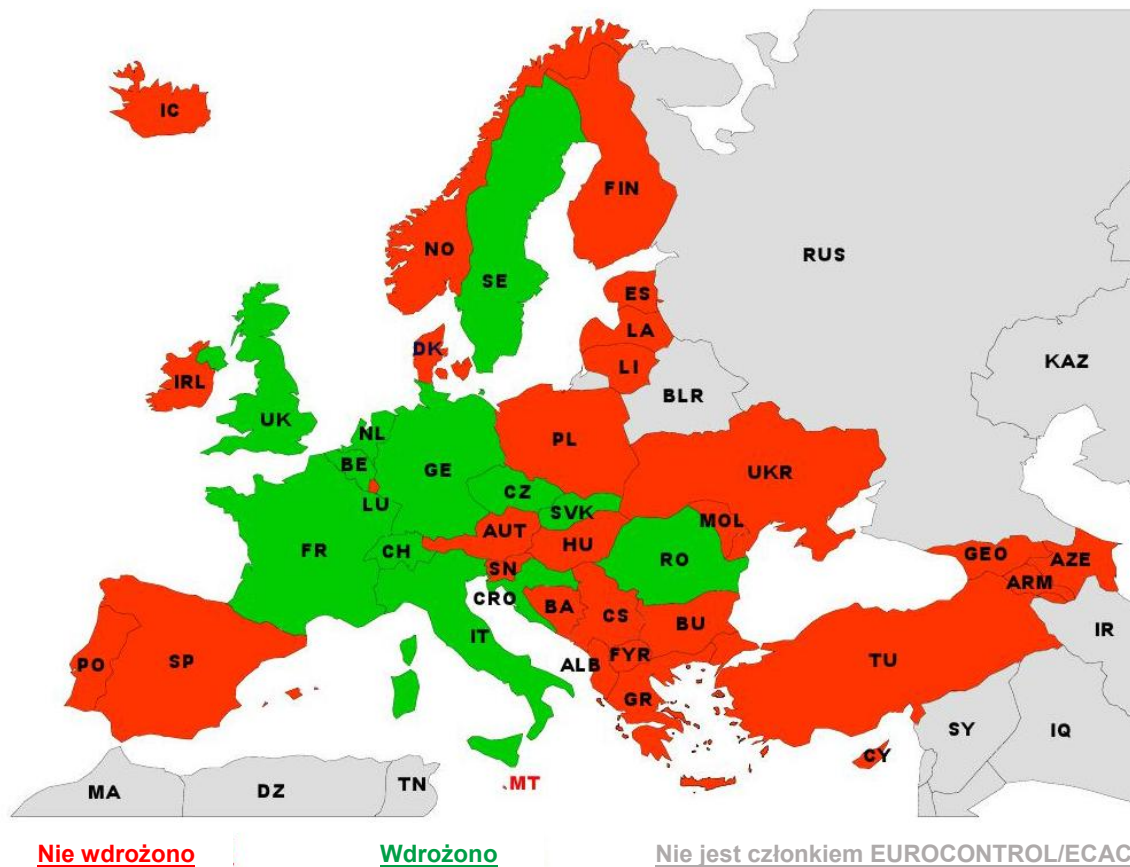 IC
FIN
NO
SE
RUS
ES
LA
DK
LI
KAZ
IRL
BLR
UK
NL
PL
BE
GE
UKR
LU
CZ
SVK
MOL
AUT
FR
CH
HU
RO
GEO
AZE
SN
ARM
CRO
BA
CS
BU
IR
IT
PO
SP
ALB
FYR
TU
GR
SY
IQ
CY
MA
DZ
TN
MT
Nie wdrożono Wdrożono Nie jest członkiem EUROCONTROL/ECAC